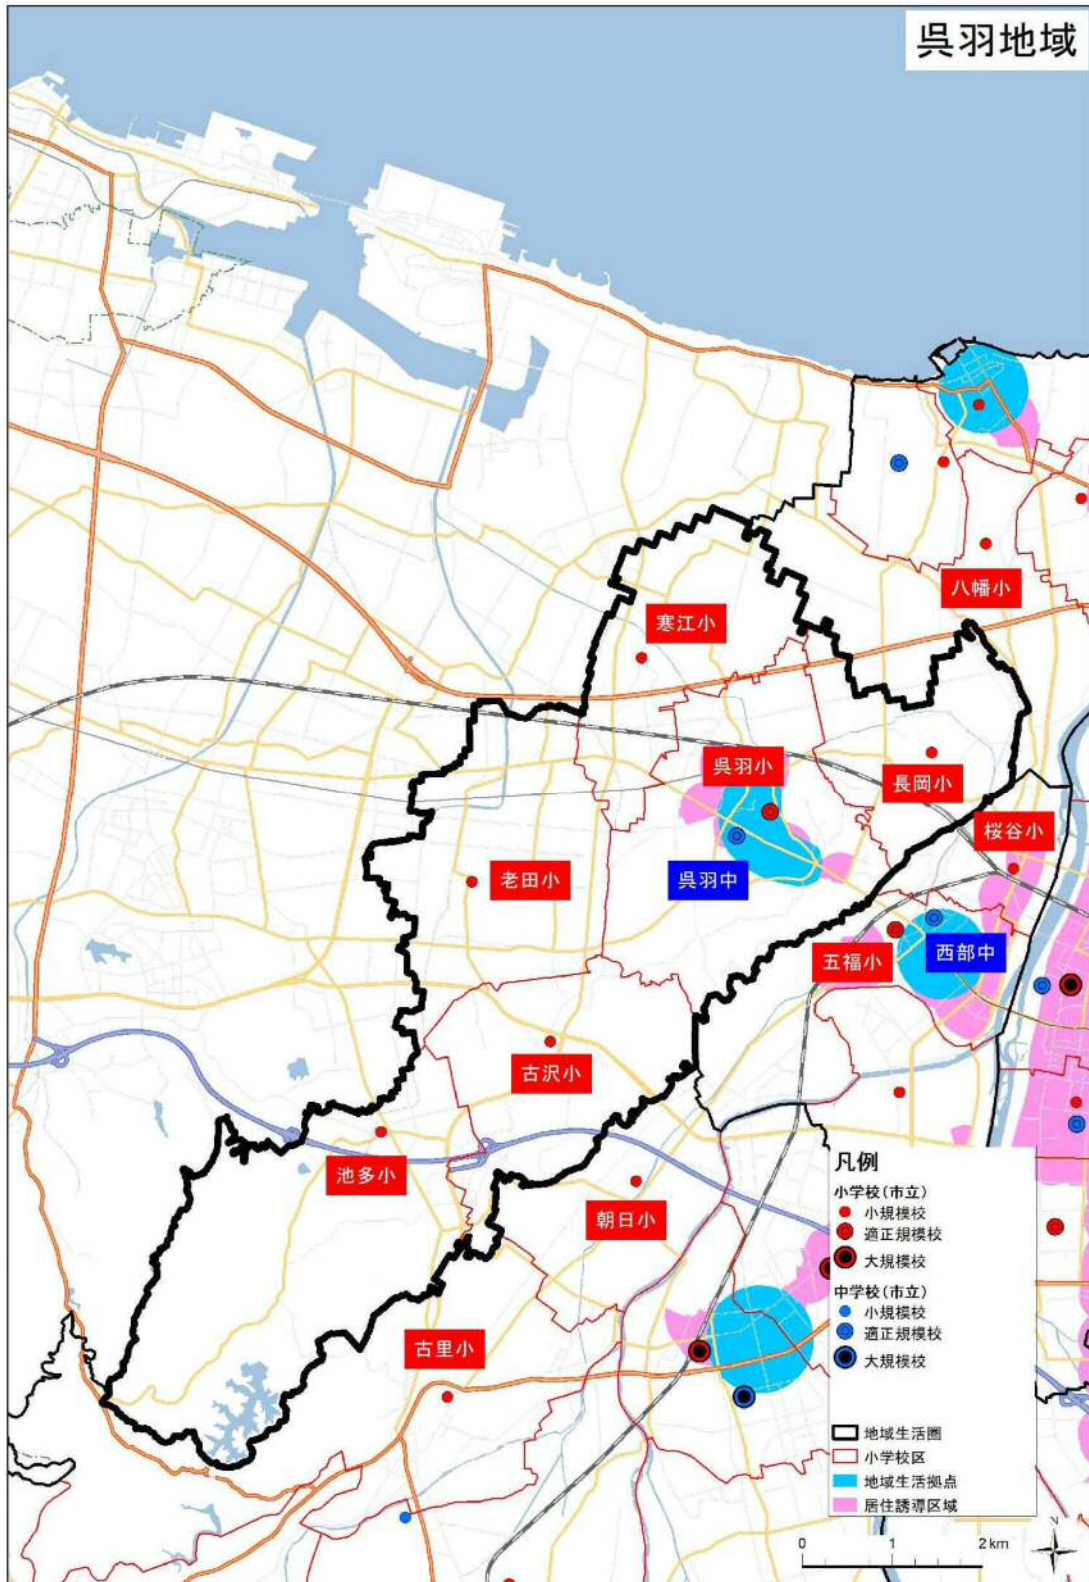 呉羽地域
八幡小
寒江小
呉羽小
長岡小
桜谷小
老田小
呉羽中
五福小
西部中
古沢小
池多小
朝日小
古里小
凡例
小学校(市立)
小規模校
適正規模校
大規模校
中学校(市立)
小規模校
適正規模校
大規模校
地域生活圏
小学校区
地域生活拠点
居住誘導区域
0 1 2 km
N